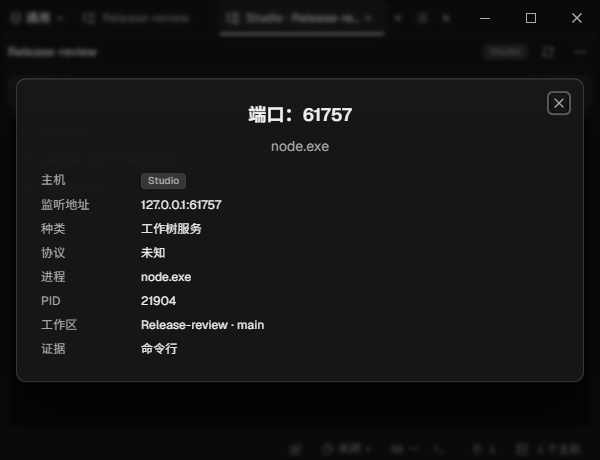 通用
Release-review
Studio · Release-re...
Release-review
Studio
端口：61757
node.exe
主机 Studio
监听地址 127.0.0.1:61757
种类 工作树服务
协议 未知
进程 node.exe
PID 21904
工作区 Release-review · main
证据 命令行